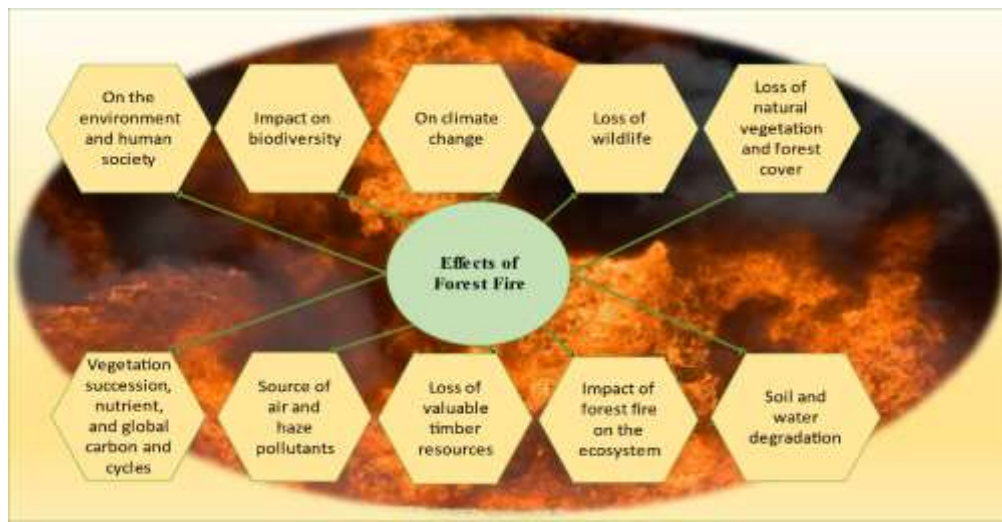 On the
environment
and human
society
Impact on
biodiversity
On climate
change
Loss of
wildlife
Loss of
natural
vegetation
and forest
cover
Effects of
Forest Fire
Vegetation
succession,
nutrient,
and global
carbon and
cycles
Source of
air and
haze
pollutants
Loss of
valuable
timber
resources
Impact of
forest fire
on the
ecosystem
Soil and
water
degradation